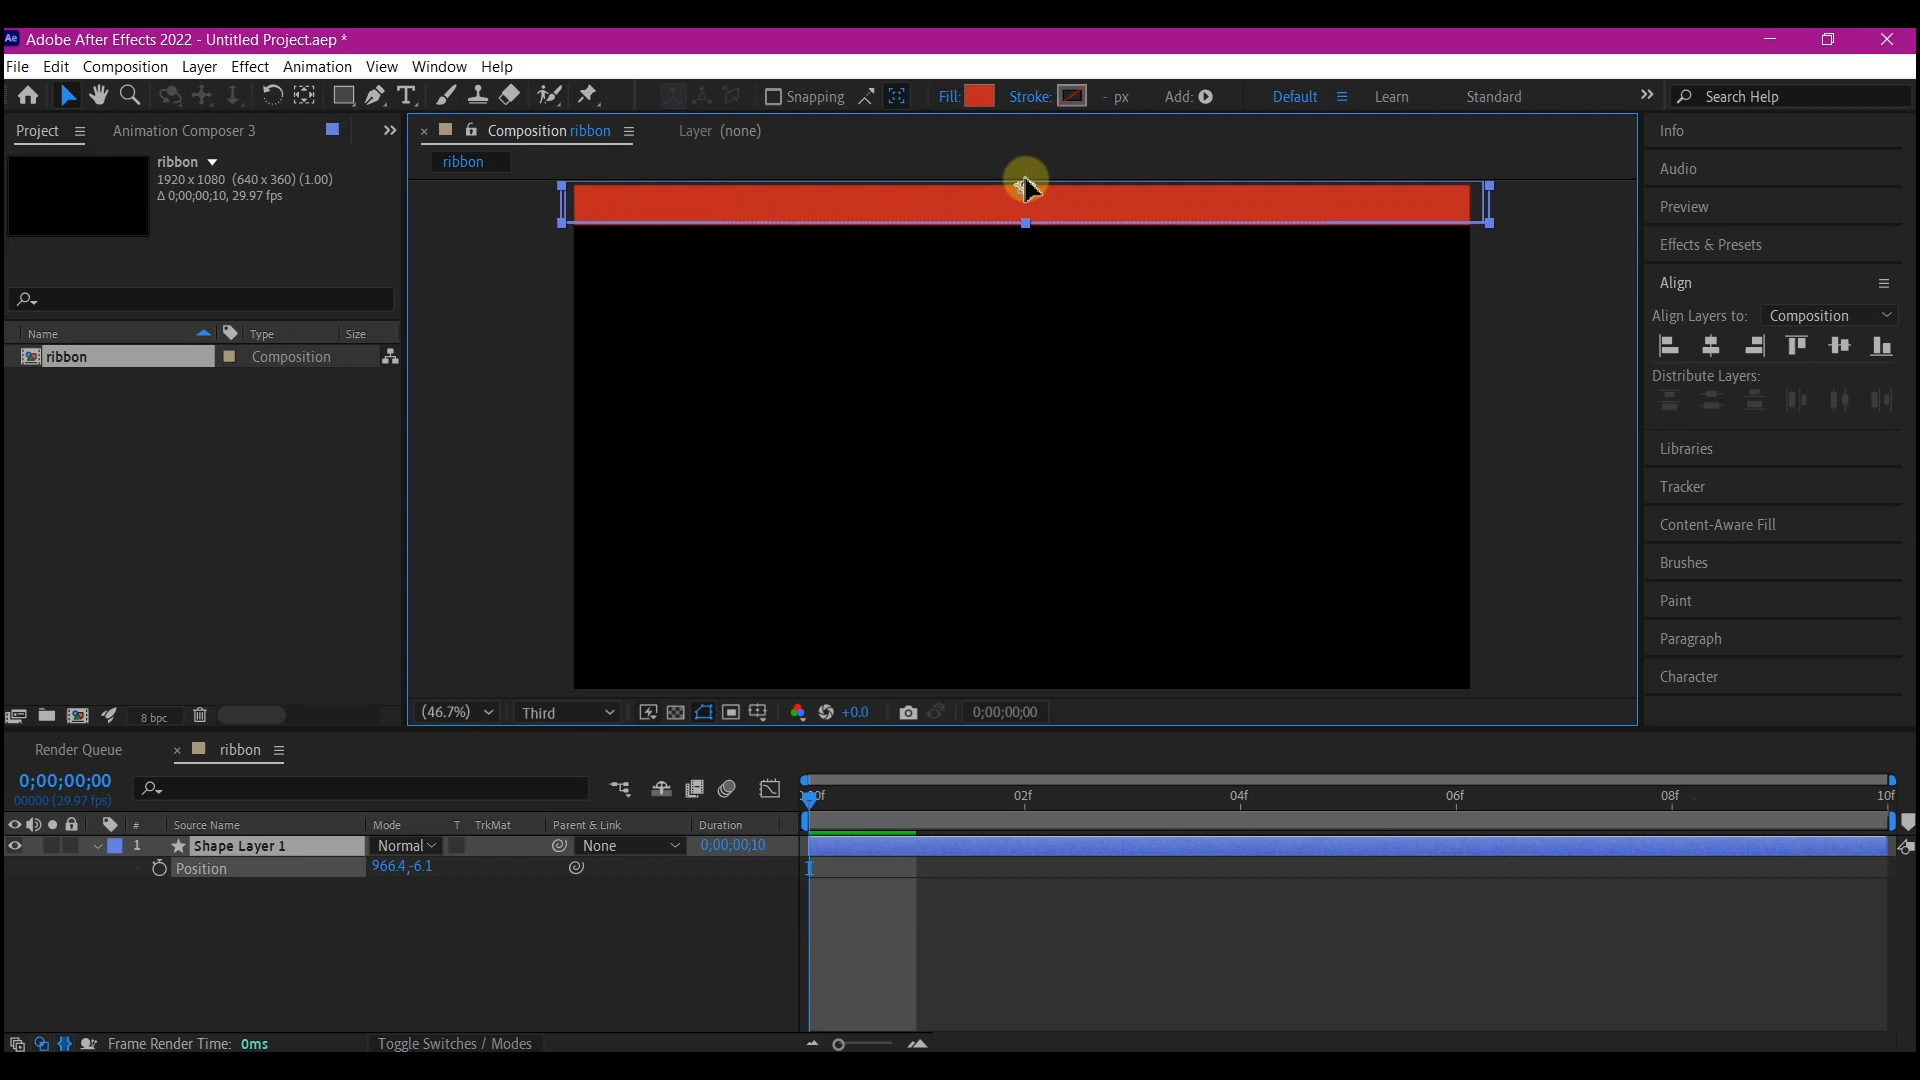 Ae Adobe After Effects 2022 - Untitled Project.aep *
File Edit Composition Layer Effect Animation View Window Help
Snapping Fill: Stroke: - px Add: Default Learn Standard Search Help
Project Animation Composer 3
Composition ribbon Layer (none)
ribbon
ribbon
1920 x 1080 (640 x 360) (1.00)
Δ 0;00;00;10, 29.97 fps
Name Type Size
ribbon Composition
8 bpc
(46.7%) Third +0.0 0;00;00;00
Info
Audio
Preview
Effects & Presets
Align
Align Layers to: Composition
Distribute Layers:
Libraries
Tracker
Content-Aware Fill
Brushes
Paint
Paragraph
Character
Render Queue ribbon
0;00;00;00
00000 (29.97 fps)
02f 04f 06f 08f 10f
# Source Name Mode T TrkMat Parent & Link Duration
1 Shape Layer 1 Normal None 0;00;00;10
Position 966.4,-6.1
Frame Render Time: 0ms Toggle Switches / Modes